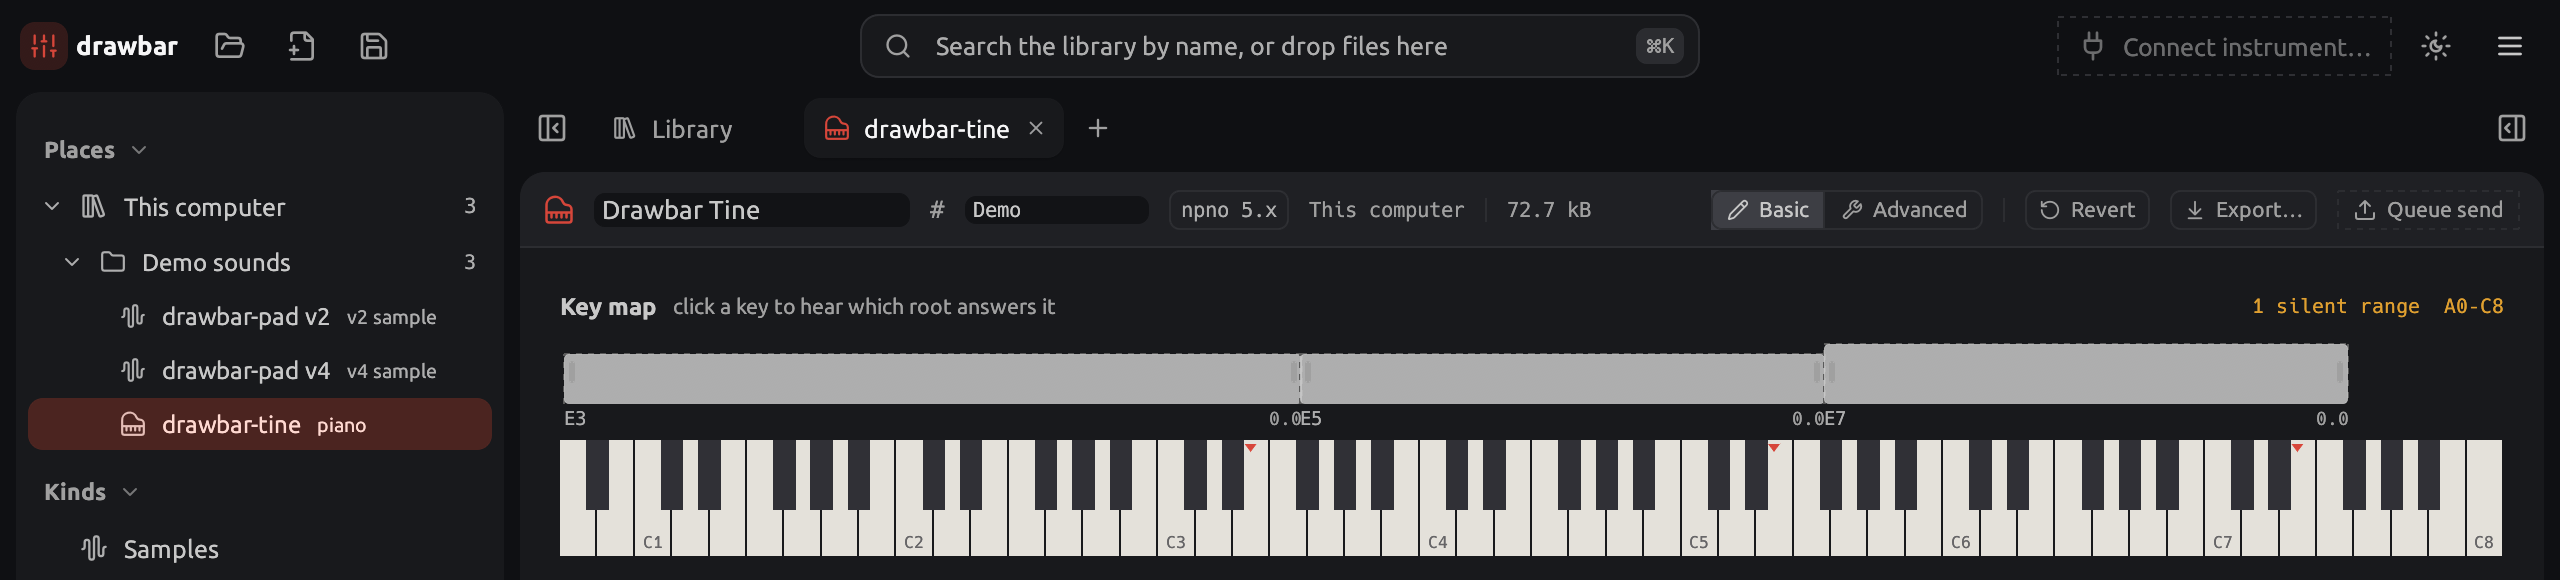 drawbar
Search the library by name, or drop files here ⌘K
Connect instrument...
Places
This computer 3
Demo sounds 3
drawbar-pad v2 v2 sample
drawbar-pad v4 v4 sample
drawbar-tine piano
Kinds
Samples
Library
drawbar-tine
Drawbar Tine # Demo npno 5.x This computer 72.7 kB Basic Advanced Revert Export... Queue send
Key map click a key to hear which root answers it 1 silent range A0-C8
E3 0.0 E5 0.0 E7 0.0
C1 C2 C3 C4 C5 C6 C7 C8